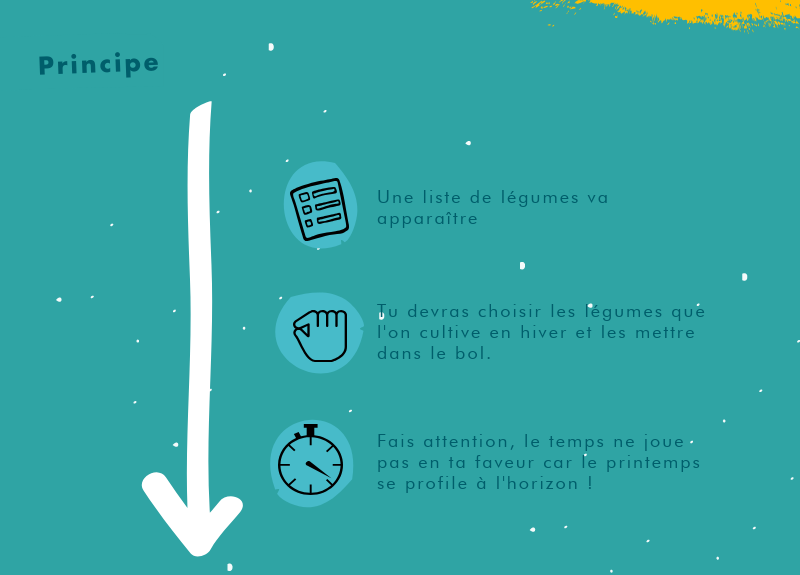 Principe
Une liste de légumes va
apparaître
Tu devras choisir les légumes que
l'on cultive en hiver et les mettre
dans le bol.
Fais attention, le temps ne joue
pas en ta faveur car le printemps
se profile à l'horizon !